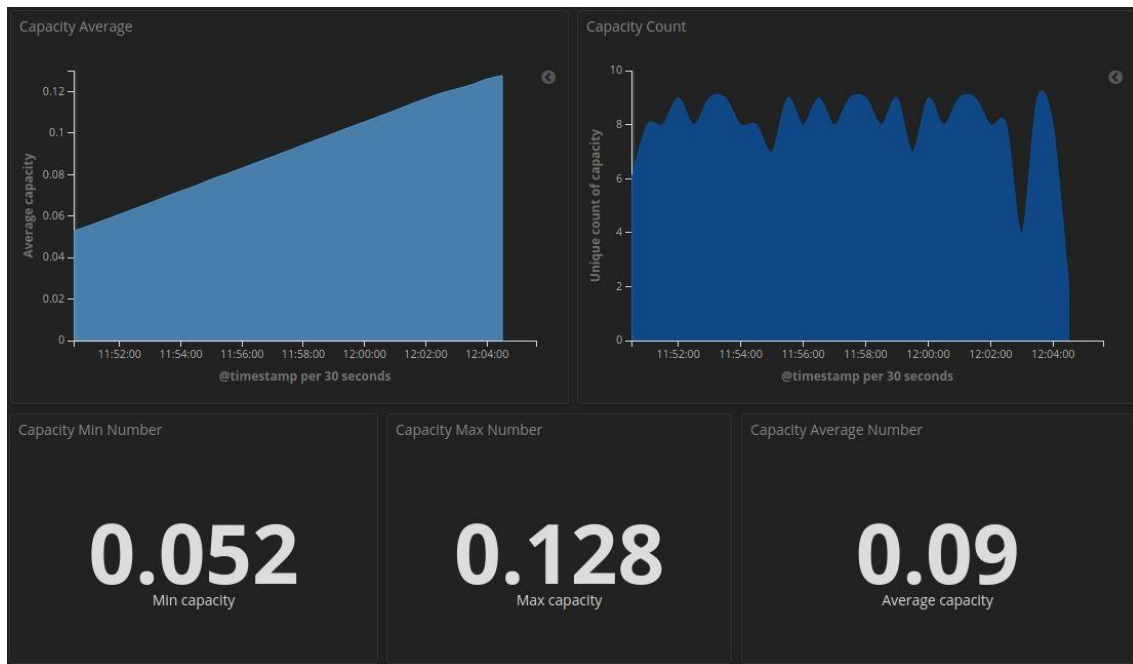 Capacity Average
Average capacity
0.12
0.1
0.08
0.06
0.04
0.02
0
11:52:00 11:54:00 11:56:00 11:58:00 12:00:00 12:02:00 12:04:00
@timestamp per 30 seconds
Capacity Count
Unique count of capacity
10
8
6
4
2
0
11:52:00 11:54:00 11:56:00 11:58:00 12:00:00 12:02:00 12:04:00
@timestamp per 30 seconds
Capacity Min Number
0.052
Min capacity
Capacity Max Number
0.128
Max capacity
Capacity Average Number
0.09
Average capacity